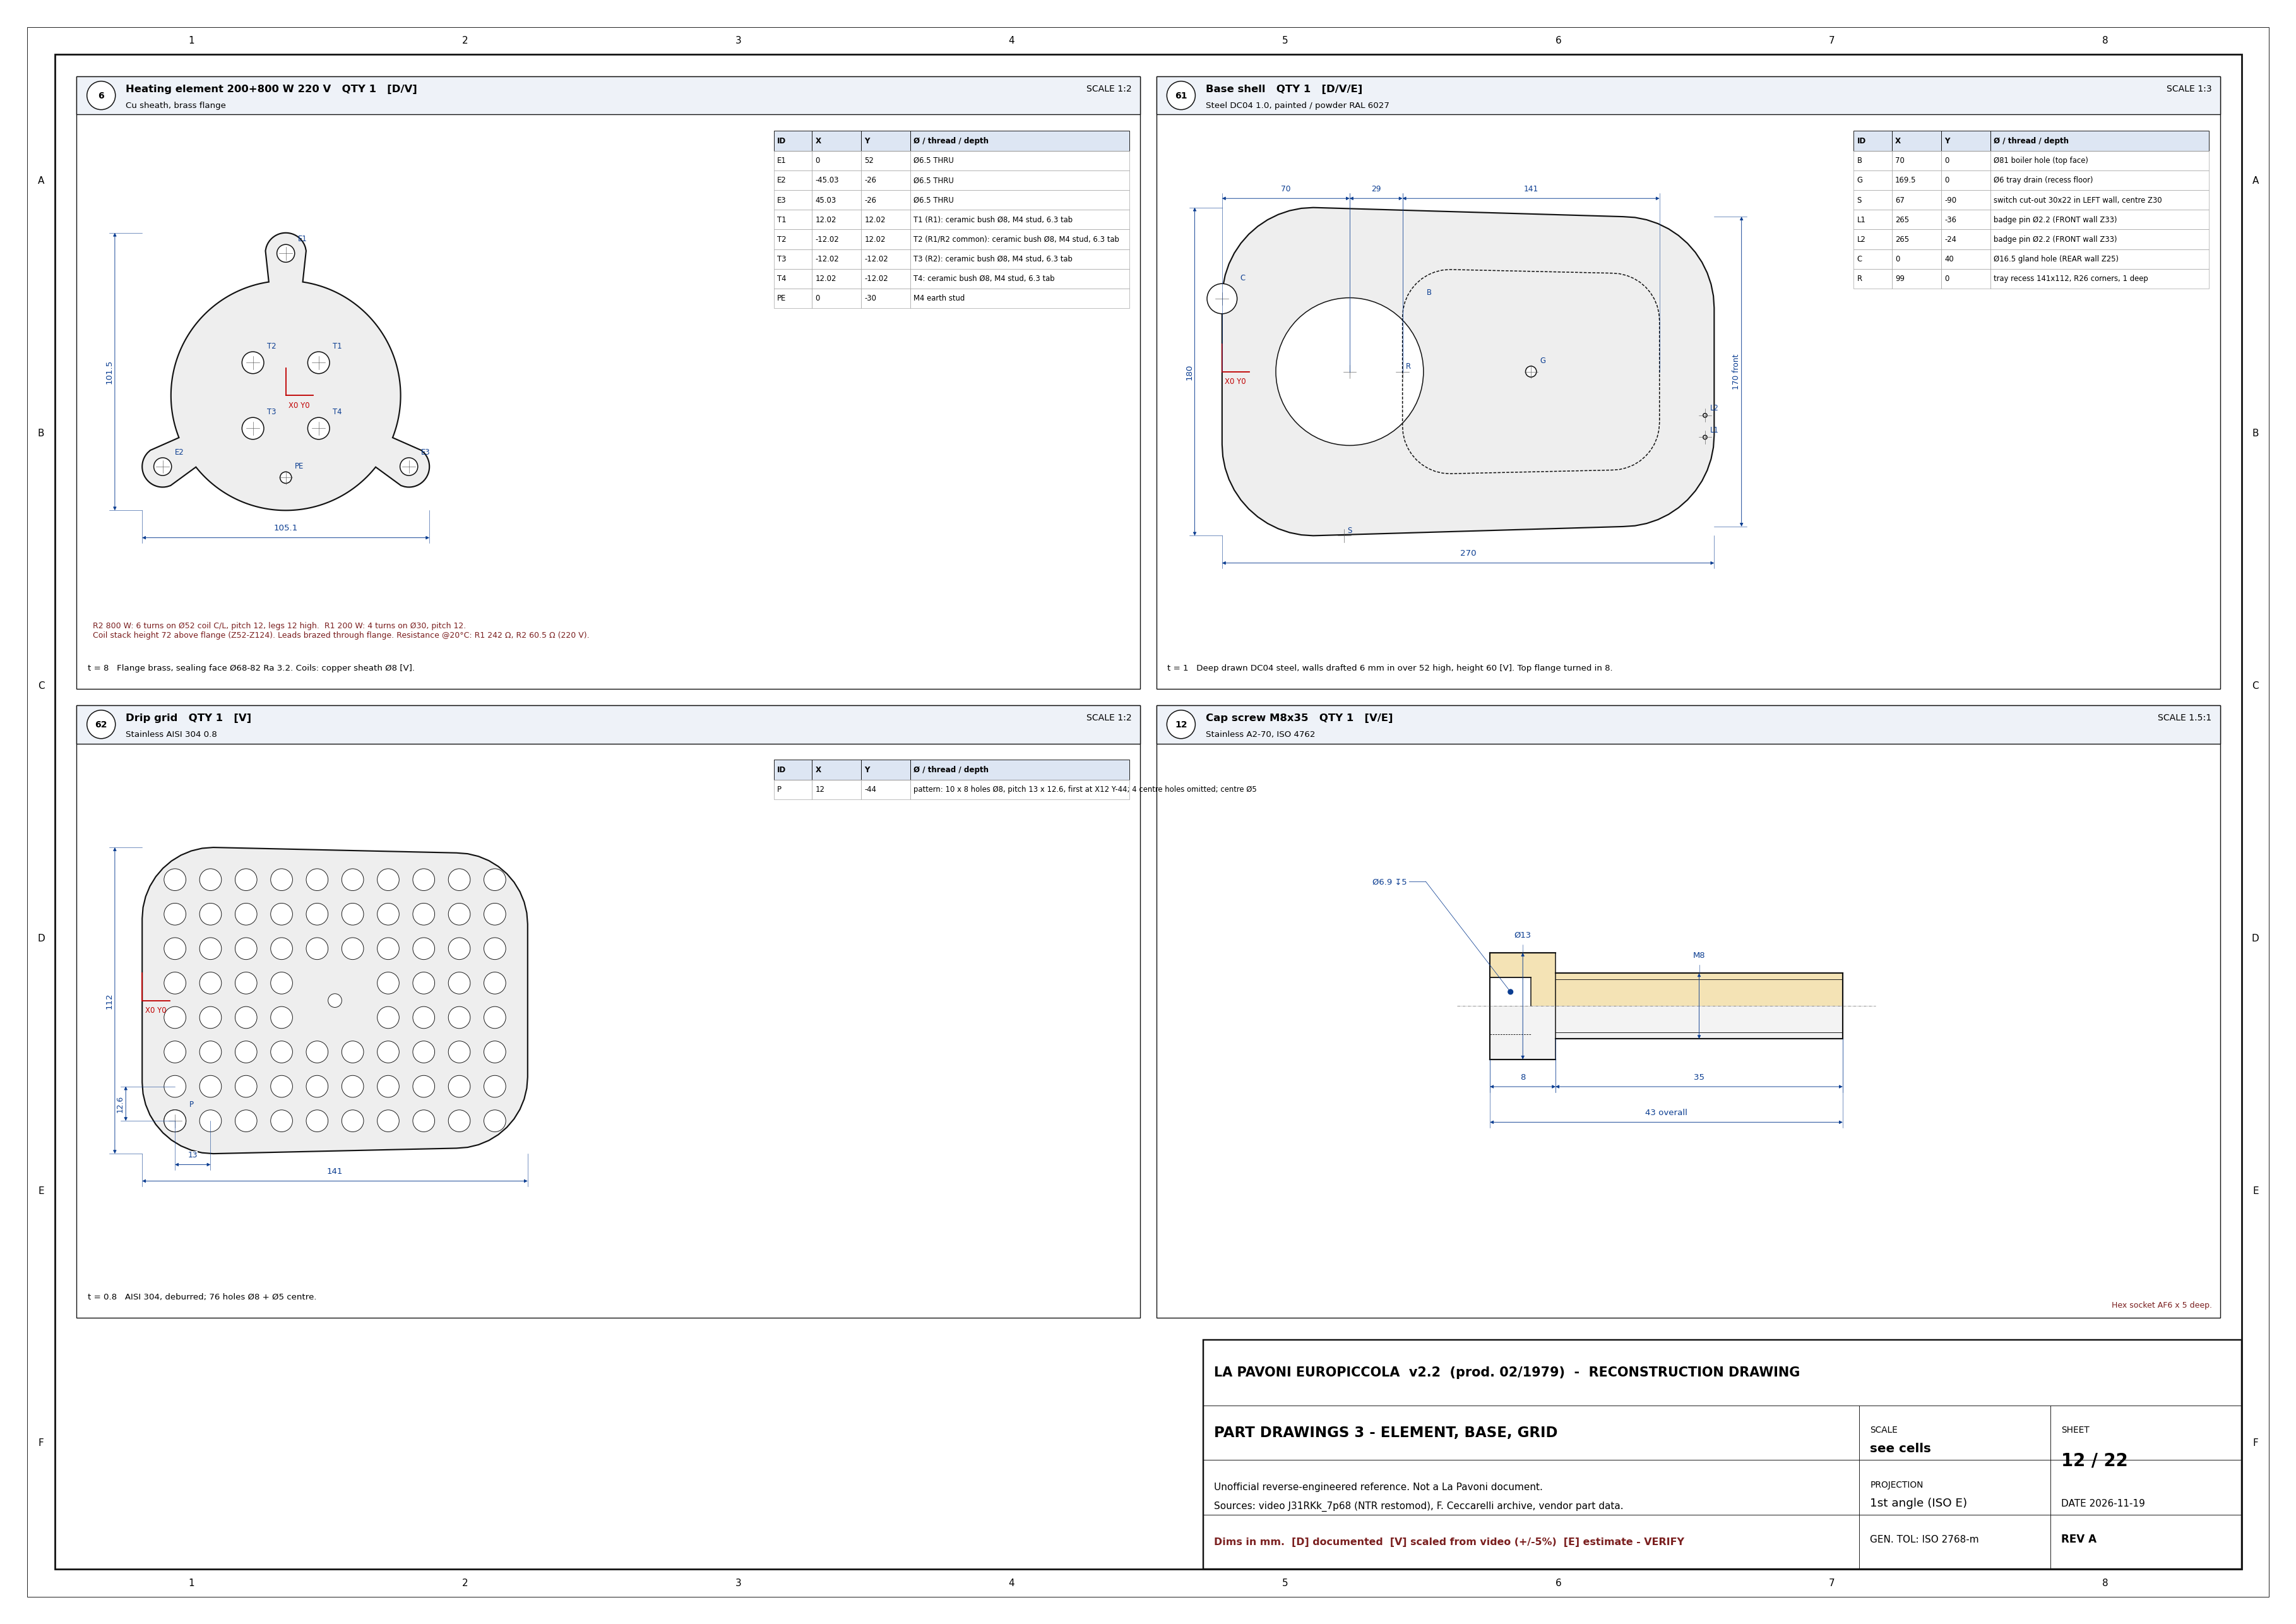 1 2 3 4 5 6 7 8
A
B
C
D
E
F
6 Heating element 200+800 W 220 V QTY 1 [D/V] SCALE 1:2
Cu sheath, brass flange
ID X Y Ø / thread / depth
E1 0 52 Ø6.5 THRU
E2 -45.03 -26 Ø6.5 THRU
E3 45.03 -26 Ø6.5 THRU
T1 12.02 12.02 T1 (R1): ceramic bush Ø8, M4 stud, 6.3 tab
T2 -12.02 12.02 T2 (R1/R2 common): ceramic bush Ø8, M4 stud, 6.3 tab
T3 -12.02 -12.02 T3 (R2): ceramic bush Ø8, M4 stud, 6.3 tab
T4 12.02 -12.02 T4: ceramic bush Ø8, M4 stud, 6.3 tab
PE 0 -30 M4 earth stud
E1
T2 T1
101.5
X0 Y0
T3 T4
E2 E3
PE
105.1
R2 800 W: 6 turns on Ø52 coil C/L, pitch 12, legs 12 high. R1 200 W: 4 turns on Ø30, pitch 12.
Coil stack height 72 above flange (Z52-Z124). Leads brazed through flange. Resistance @20°C: R1 242 Ω, R2 60.5 Ω (220 V).
t = 8 Flange brass, sealing face Ø68-82 Ra 3.2. Coils: copper sheath Ø8 [V].
61 Base shell QTY 1 [D/V/E] SCALE 1:3
Steel DC04 1.0, painted / powder RAL 6027
ID X Y Ø / thread / depth
B 70 0 Ø81 boiler hole (top face)
G 169.5 0 Ø6 tray drain (recess floor)
S 67 -90 switch cut-out 30x22 in LEFT wall, centre Z30
L1 265 -36 badge pin Ø2.2 (FRONT wall Z33)
L2 265 -24 badge pin Ø2.2 (FRONT wall Z33)
C 0 40 Ø16.5 gland hole (REAR wall Z25)
R 99 0 tray recess 141x112, R26 corners, 1 deep
70 29 141
C
B
180
X0 Y0
R
G
170 front
L2
L1
S
270
t = 1 Deep drawn DC04 steel, walls drafted 6 mm in over 52 high, height 60 [V]. Top flange turned in 8.
62 Drip grid QTY 1 [V] SCALE 1:2
Stainless AISI 304 0.8
ID X Y Ø / thread / depth
P 12 -44 pattern: 10 x 8 holes Ø8, pitch 13 x 12.6, first at X12 Y-44; 4 centre holes omitted; centre Ø5
112
X0 Y0
12.6
P
13
141
t = 0.8 AISI 304, deburred; 76 holes Ø8 + Ø5 centre.
12 Cap screw M8x35 QTY 1 [V/E] SCALE 1.5:1
Stainless A2-70, ISO 4762
Ø6.9 ↧5
Ø13
M8
8 35
43 overall
Hex socket AF6 x 5 deep.
LA PAVONI EUROPICCOLA v2.2 (prod. 02/1979) - RECONSTRUCTION DRAWING
PART DRAWINGS 3 - ELEMENT, BASE, GRID
SCALE
see cells
SHEET
12 / 22
Unofficial reverse-engineered reference. Not a La Pavoni document.
Sources: video J31RKk_7p68 (NTR restomod), F. Ceccarelli archive, vendor part data.
PROJECTION
1st angle (ISO E)
DATE 2026-11-19
Dims in mm. [D] documented [V] scaled from video (+/-5%) [E] estimate - VERIFY
GEN. TOL: ISO 2768-m
REV A
A
B
C
D
E
F
1 2 3 4 5 6 7 8